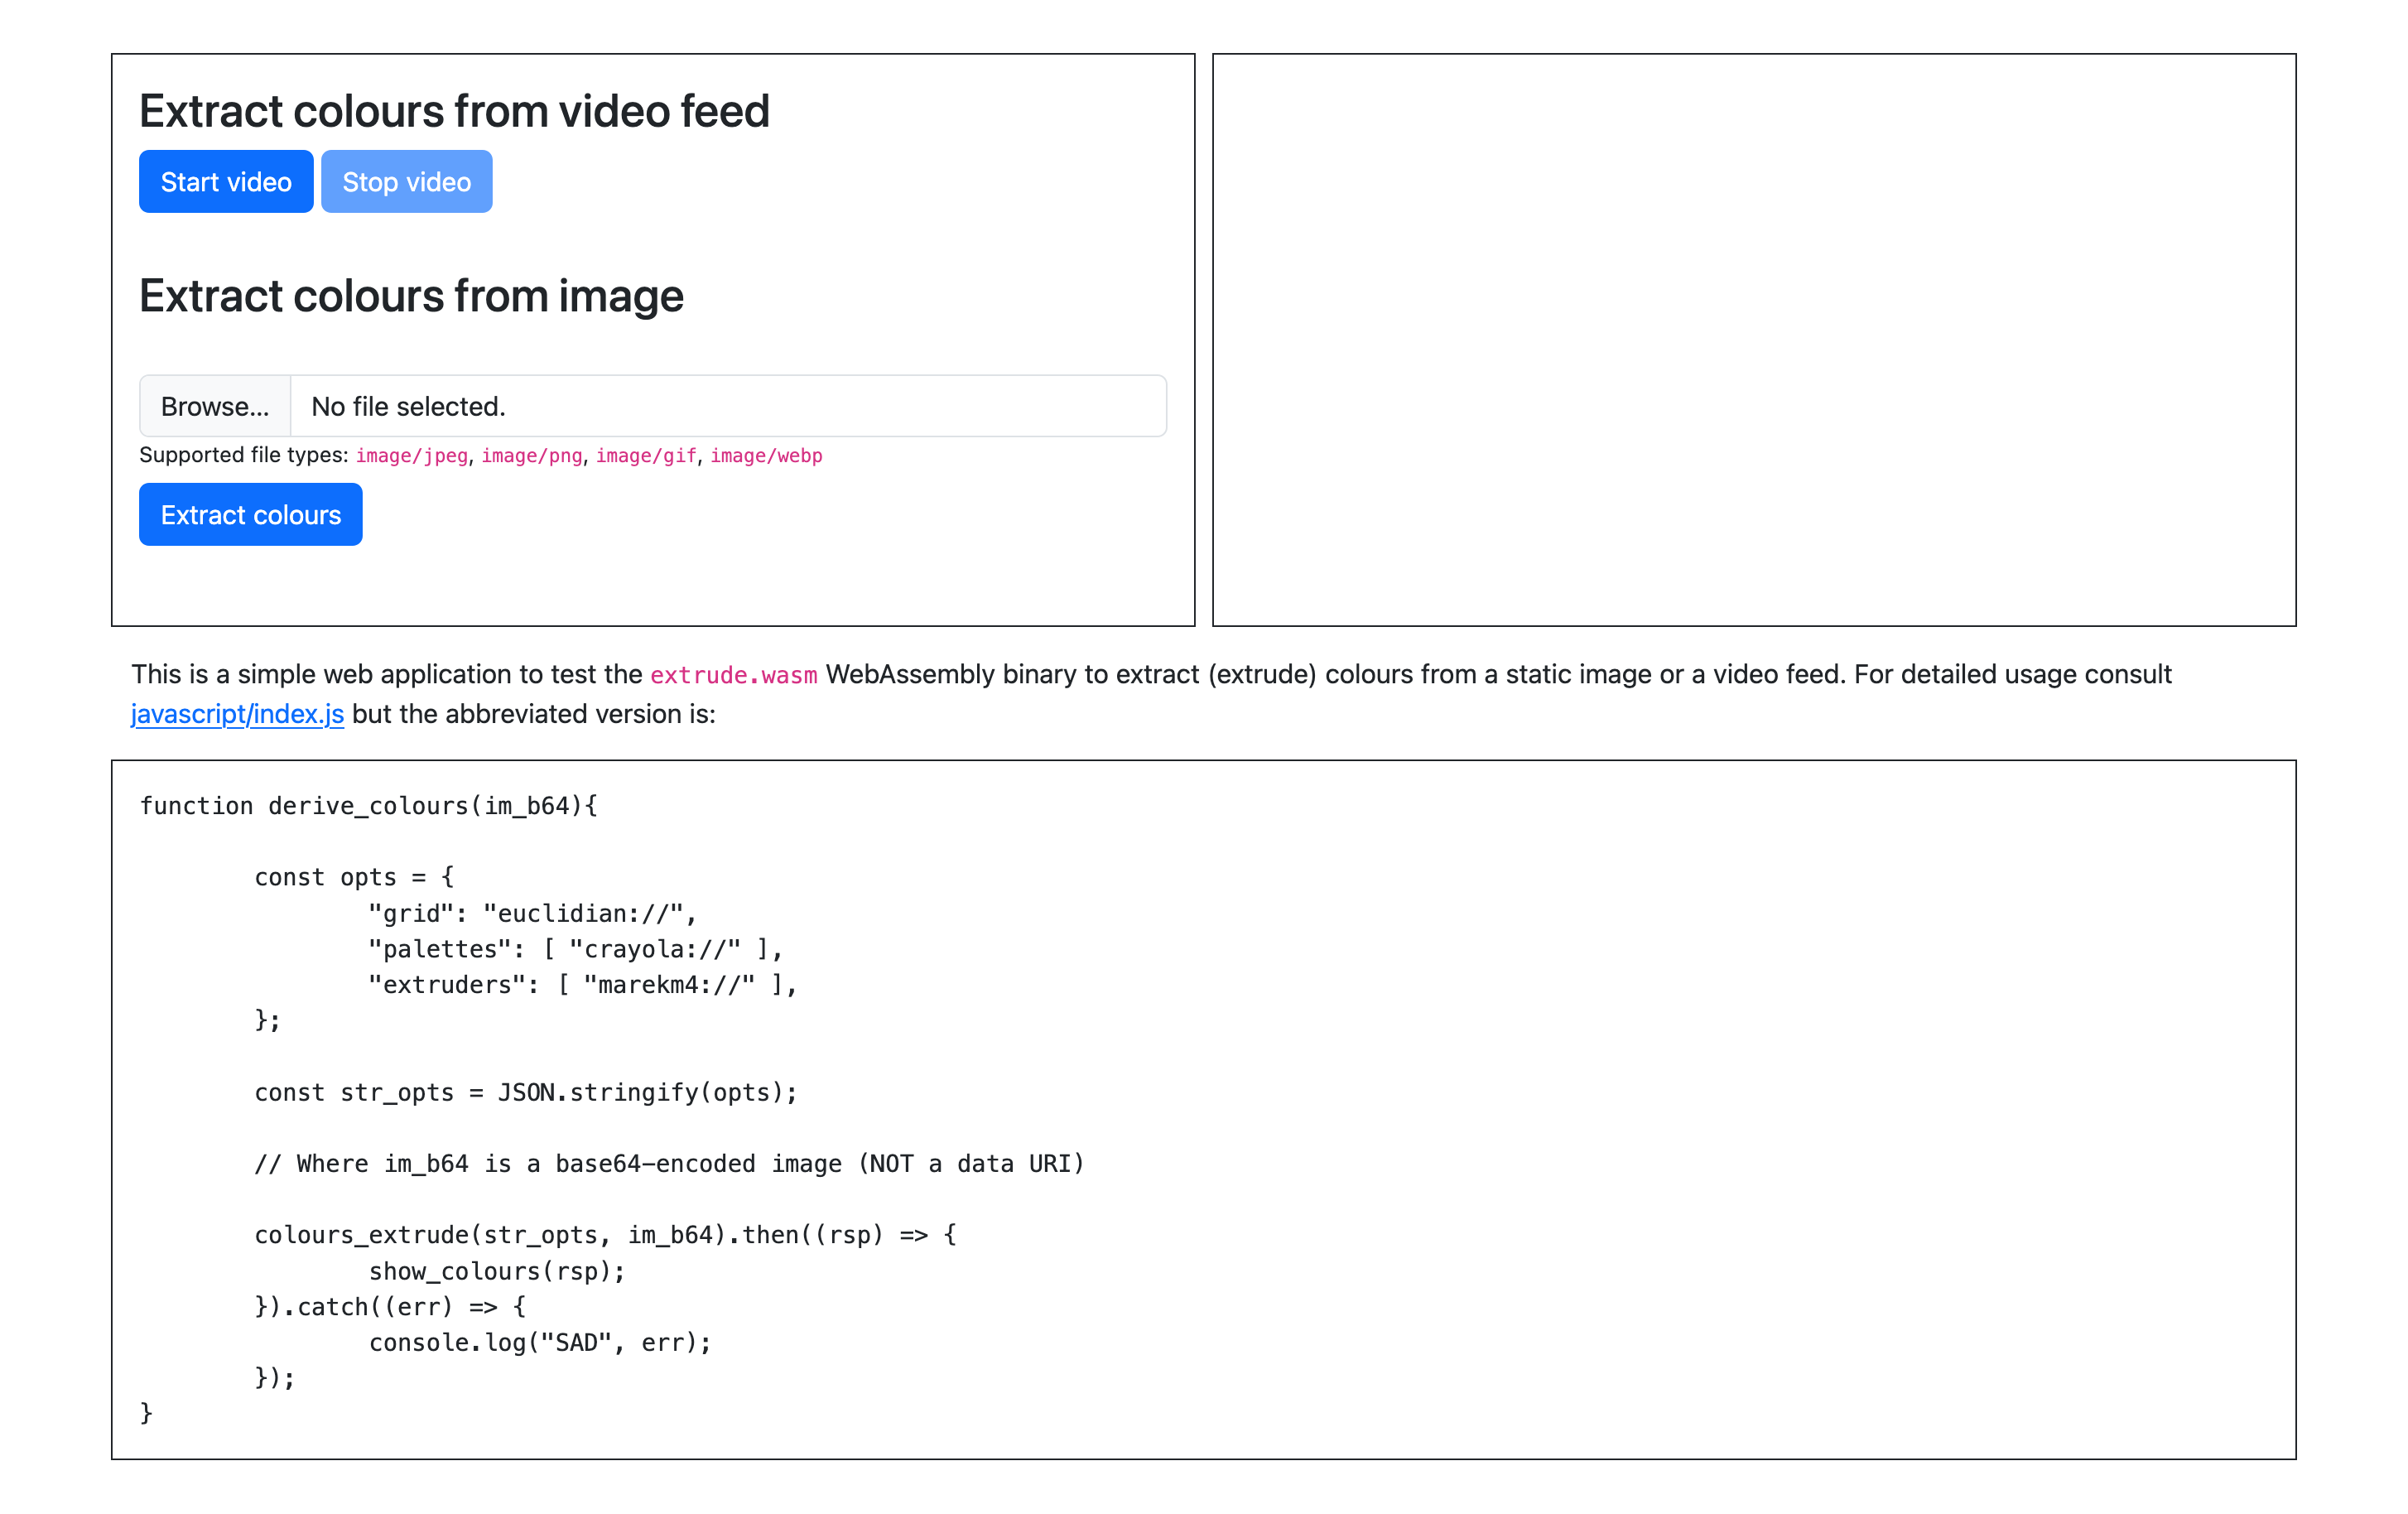 Extract colours from video feed
Start video Stop video
Extract colours from image
Browse... No file selected.
Supported file types: image/jpeg, image/png, image/gif, image/webp
Extract colours
This is a simple web application to test the extrude.wasm WebAssembly binary to extract (extrude) colours from a static image or a video feed. For detailed usage consult
javascript/index.js but the abbreviated version is:
function derive_colours(im_b64){
        const opts = {
                "grid": "euclidian://",
                "palettes": [ "crayola://" ],
                "extruders": [ "marekm4://" ],
        };
        const str_opts = JSON.stringify(opts);
        // Where im_b64 is a base64-encoded image (NOT a data URI)
        colours_extrude(str_opts, im_b64).then((rsp) => {
                show_colours(rsp);
        }).catch((err) => {
                console.log("SAD", err);
        });
}